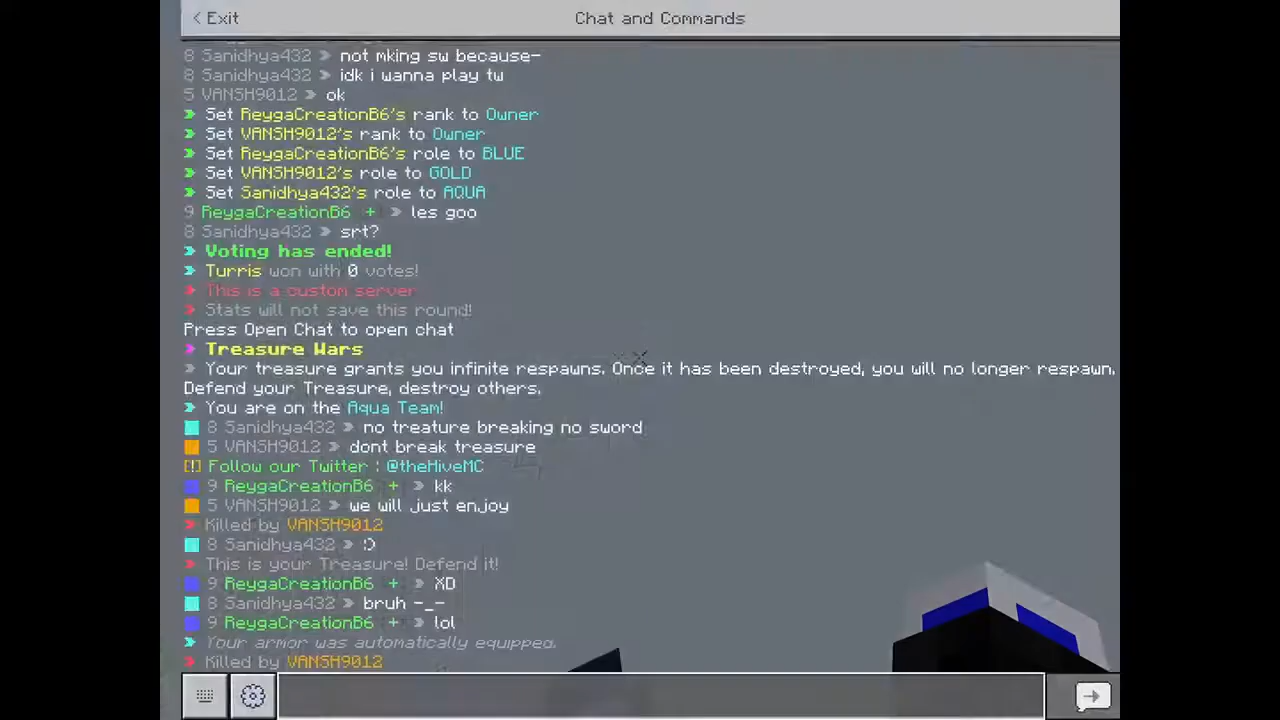 Exit
Chat and Commands
8 Sanidhya432 » not mking sw because-
8 Sanidhya432 » idk i wanna play tw
5 VANSH9012 » ok
» Set ReygaCreationB6's rank to Owner
» Set VANSH9012's rank to Owner
» Set ReygaCreationB6's role to BLUE
» Set VANSH9012's role to GOLD
» Set Sanidhya432's role to AQUA
9 ReygaCreationB6 + » les goo
8 Sanidhya432 » srt?
» Voting has ended!
» Turris won with 0 votes!
» This is a custom server
» Stats will not save this round!
Press Open Chat to open chat
» Treasure Wars
» Your treasure grants you infinite respawns. Once it has been destroyed, you will no longer respawn.
Defend your Treasure, destroy others.
» You are on the Aqua Team!
8 Sanidhya432 » no treature breaking no sword
5 VANSH9012 » dont break treasure
[!] Follow our Twitter : @theHiveMC
9 ReygaCreationB6 + » kk
5 VANSH9012 » we will just enjoy
» Killed by VANSH9012
8 Sanidhya432 » :)
» This is your Treasure! Defend it!
9 ReygaCreationB6 + » XD
8 Sanidhya432 » bruh -_-
9 ReygaCreationB6 + » lol
» Your armor was automatically equipped.
» Killed by VANSH9012